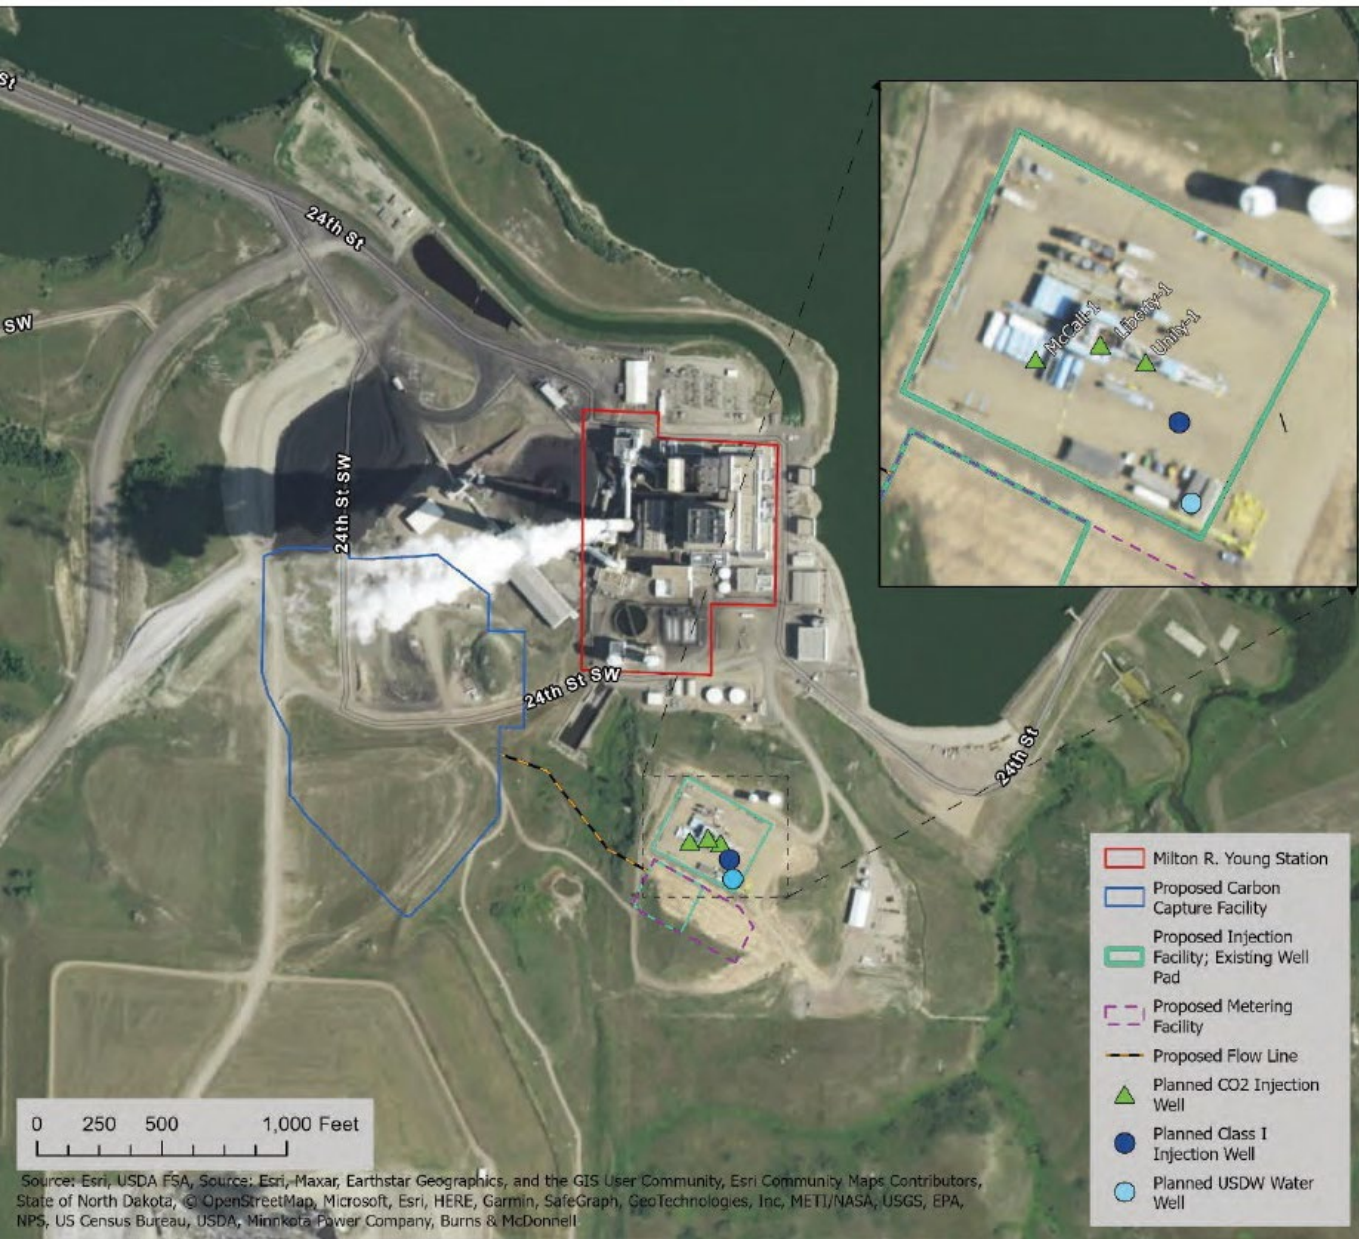 St
24th St
SW
24th St SW
24th St SW
24th St
McCall-1
Liberty-1
Unity-1
Milton R. Young Station
Proposed Carbon
Capture Facility
Proposed Injection
Facility; Existing Well
Pad
Proposed Metering
Facility
Proposed Flow Line
Planned CO2 Injection
Well
Planned Class I
Injection Well
Planned USDW Water
Well
0 250 500 1,000 Feet
Source: Esri, USDA FSA, Source: Esri, Maxar, Earthstar Geographics, and the GIS User Community, Esri Community Maps Contributors,
State of North Dakota, © OpenStreetMap, Microsoft, Esri, HERE, Garmin, SafeGraph, GeoTechnologies, Inc, METI/NASA, USGS, EPA,
NPS, US Census Bureau, USDA, Minnkota Power Company, Burns & McDonnell